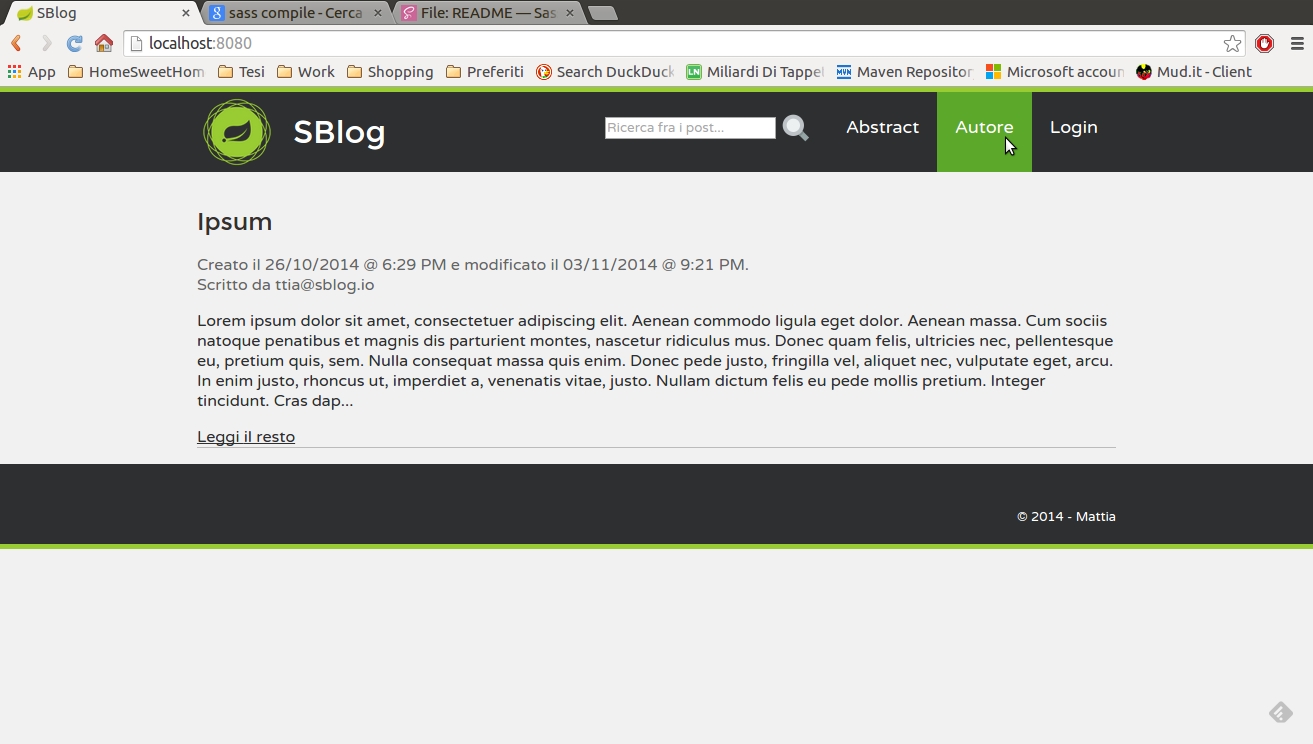 SBlog
sass compile - Cerca
File: README — Sas
localhost:8080
App HomeSweetHom Tesi Work Shopping Preferiti Search DuckDuck LN Miliardi Di Tappet MVN Maven Repositor Microsoft accoun Mud.it - Client
SBlog
Ricerca fra i post...
Abstract
Autore
Login
Ipsum
Creato il 26/10/2014 @ 6:29 PM e modificato il 03/11/2014 @ 9:21 PM.
Scritto da ttia@sblog.io
Lorem ipsum dolor sit amet, consectetuer adipiscing elit. Aenean commodo ligula eget dolor. Aenean massa. Cum sociis
natoque penatibus et magnis dis parturient montes, nascetur ridiculus mus. Donec quam felis, ultricies nec, pellentesque
eu, pretium quis, sem. Nulla consequat massa quis enim. Donec pede justo, fringilla vel, aliquet nec, vulputate eget, arcu.
In enim justo, rhoncus ut, imperdiet a, venenatis vitae, justo. Nullam dictum felis eu pede mollis pretium. Integer
tincidunt. Cras dap...
Leggi il resto
© 2014 - Mattia